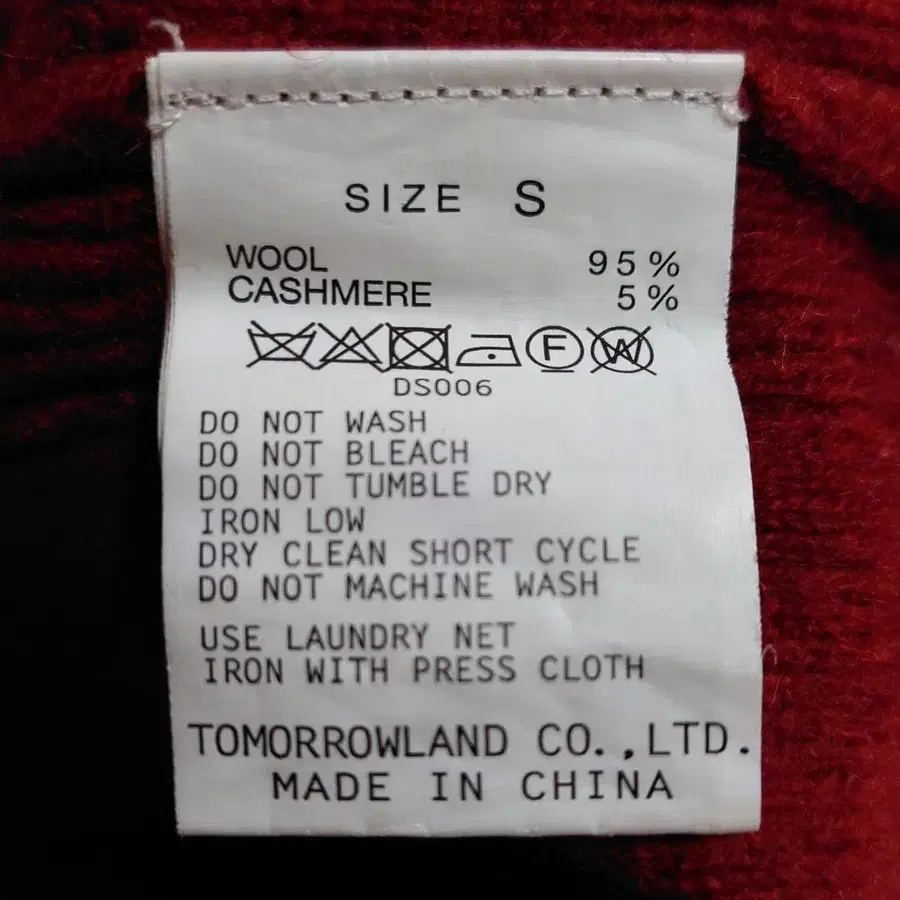 SIZE S
WOOL 95%
CASHMERE 5%
F W
DS006
DO NOT WASH
DO NOT BLEACH
DO NOT TUMBLE DRY
IRON LOW
DRY CLEAN SHORT CYCLE
DO NOT MACHINE WASH
USE LAUNDRY NET
IRON WITH PRESS CLOTH
TOMORROWLAND CO.,LTD.
MADE IN CHINA